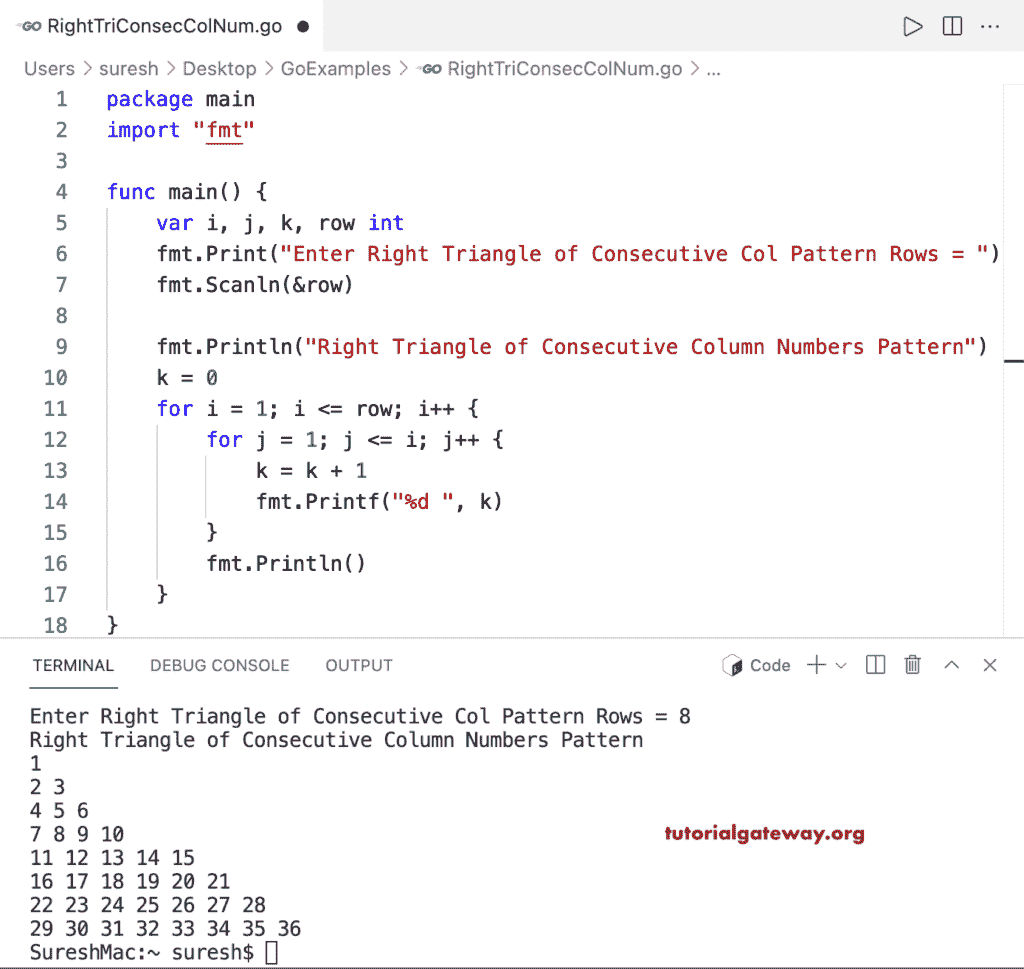 GO RightTriConsecColNum.go ●
Users > suresh > Desktop > GoExamples > GO RightTriConsecColNum.go > ...
1 package main
2 import "fmt"
3
4 func main() {
5     var i, j, k, row int
6     fmt.Print("Enter Right Triangle of Consecutive Col Pattern Rows = ")
7     fmt.Scanln(&row)
8
9     fmt.Println("Right Triangle of Consecutive Column Numbers Pattern")
10     k = 0
11     for i = 1; i <= row; i++ {
12         for j = 1; j <= i; j++ {
13             k = k + 1
14             fmt.Printf("%d ", k)
15         }
16         fmt.Println()
17     }
18 }
TERMINAL DEBUG CONSOLE OUTPUT Code
Enter Right Triangle of Consecutive Col Pattern Rows = 8
Right Triangle of Consecutive Column Numbers Pattern
1
2 3
4 5 6
7 8 9 10
tutorialgateway.org
11 12 13 14 15
16 17 18 19 20 21
22 23 24 25 26 27 28
29 30 31 32 33 34 35 36
SureshMac:~ suresh$